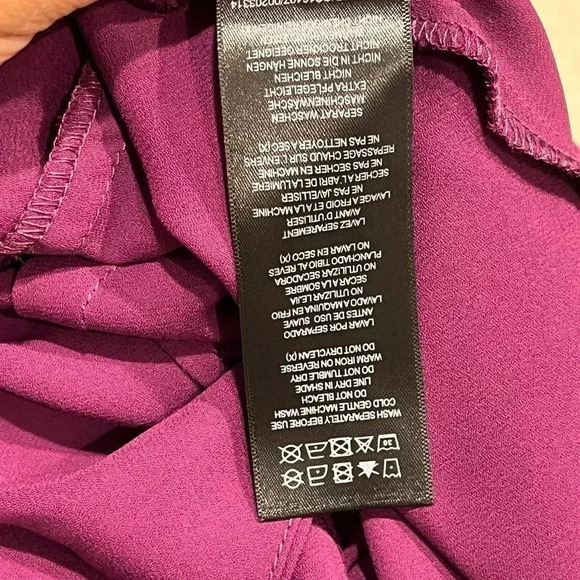 30
WASH SEPARATELY BEFORE USE
COLD GENTLE MACHINE WASH
DO NOT BLEACH
LINE DRY IN SHADE
DO NOT TUMBLE DRY
WARM IRON ON REVERSE
DO NOT DRYCLEAN (X)
LAVAR POR SEPARADO
ANTES DE USO SUAVE
LAVADO MAQUINA EN FRIO
NO UTILIZAR LEJIA
SECAR A LA SOMBRE
NO UTILIZAR SECADORA
PLANCHADO TIBIO AL REVES
NO LAVAR EN SECO (X)
LAVEZ SEPAREMENT
AVANT D'UTILISER
LAVAGE A FROID ET A LA MACHINE
NE PAS JAVELLISER
SECHER A L ABRI DE LA LUMIERE
NE PAS SECHER EN MACHINE
REPASSAGE CHAUD SUR L ENVERS
NE PAS NETTOYER A SEC (X)
SEPARAT WASCHEN
MASCHINENWÄSCHE
EXTRA PFLEGELEICHT
NICHT BLEICHEN
NICHT IN DIE SONNE HÄNGEN
NICHT TROCKNER GEEIGNET